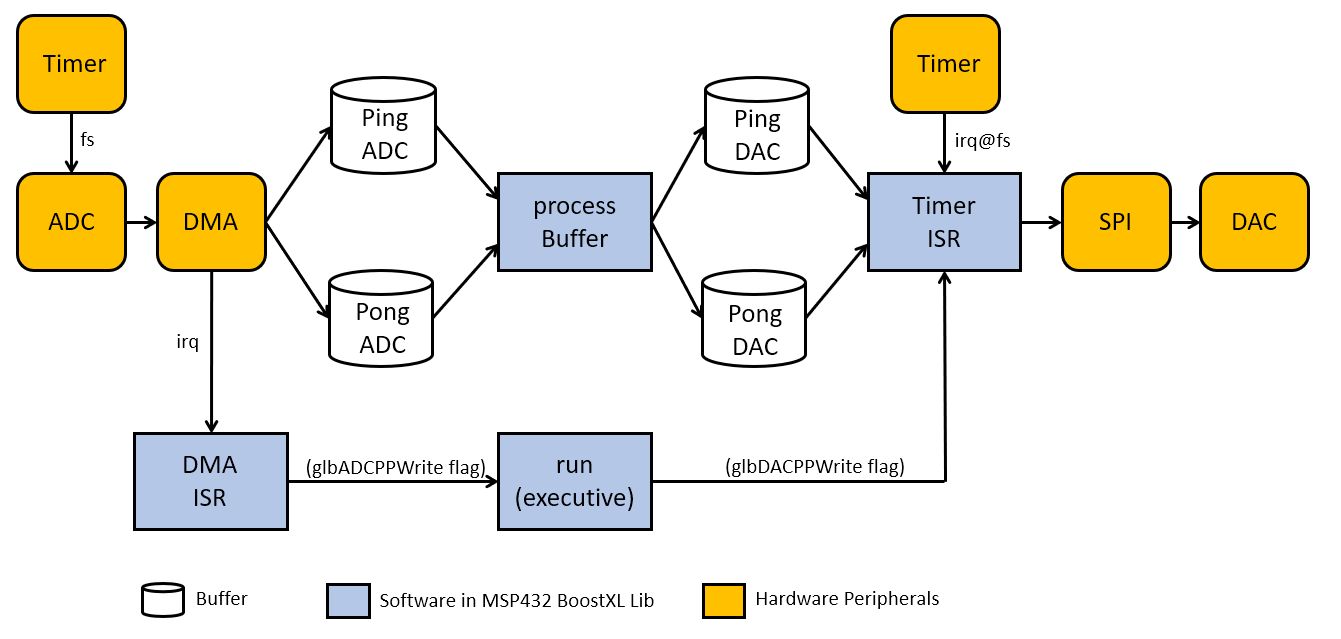 Timer
Timer
fs
irq@fs
Ping
ADC
Ping
DAC
ADC
DMA
process
Buffer
Timer
ISR
SPI
DAC
Pong
ADC
Pong
DAC
irq
DMA
ISR
(glbADCPPWrite flag)
run
(executive)
(glbDACPPWrite flag)
Buffer
Software in MSP432 BoostXL Lib
Hardware Peripherals